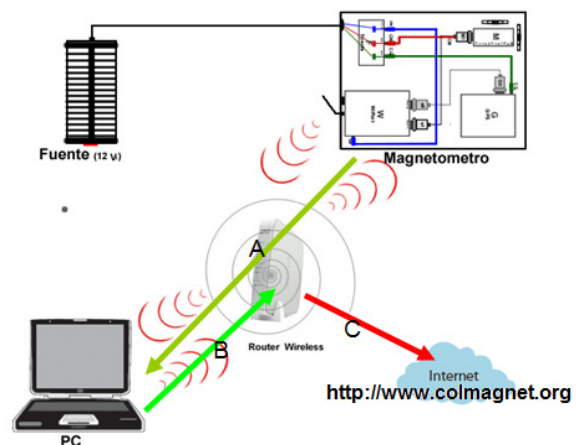 M
W
G
Fuente (12 v)
Magnetometro
A
B
Router Wireless
C
Internet
http://www.colmagnet.org
PC